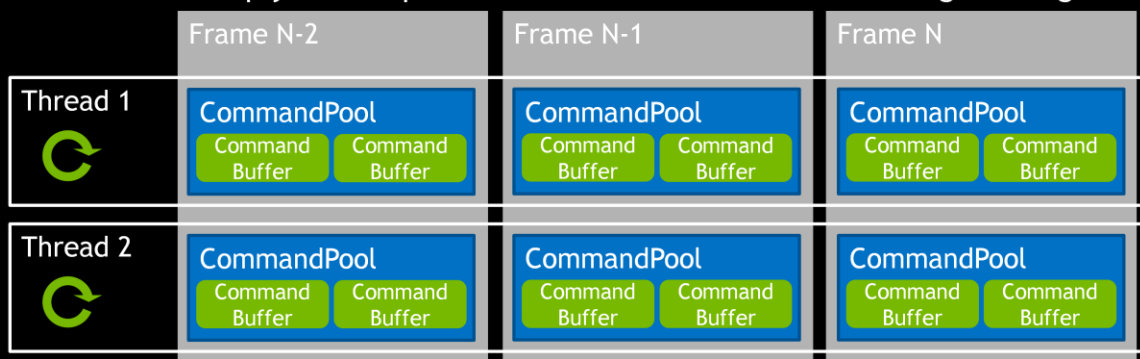 Frame N-2
Frame N-1
Frame N
Thread 1
CommandPool
Command
Buffer
Command
Buffer
CommandPool
Command
Buffer
Command
Buffer
CommandPool
Command
Buffer
Command
Buffer
Thread 2
CommandPool
Command
Buffer
Command
Buffer
CommandPool
Command
Buffer
Command
Buffer
CommandPool
Command
Buffer
Command
Buffer